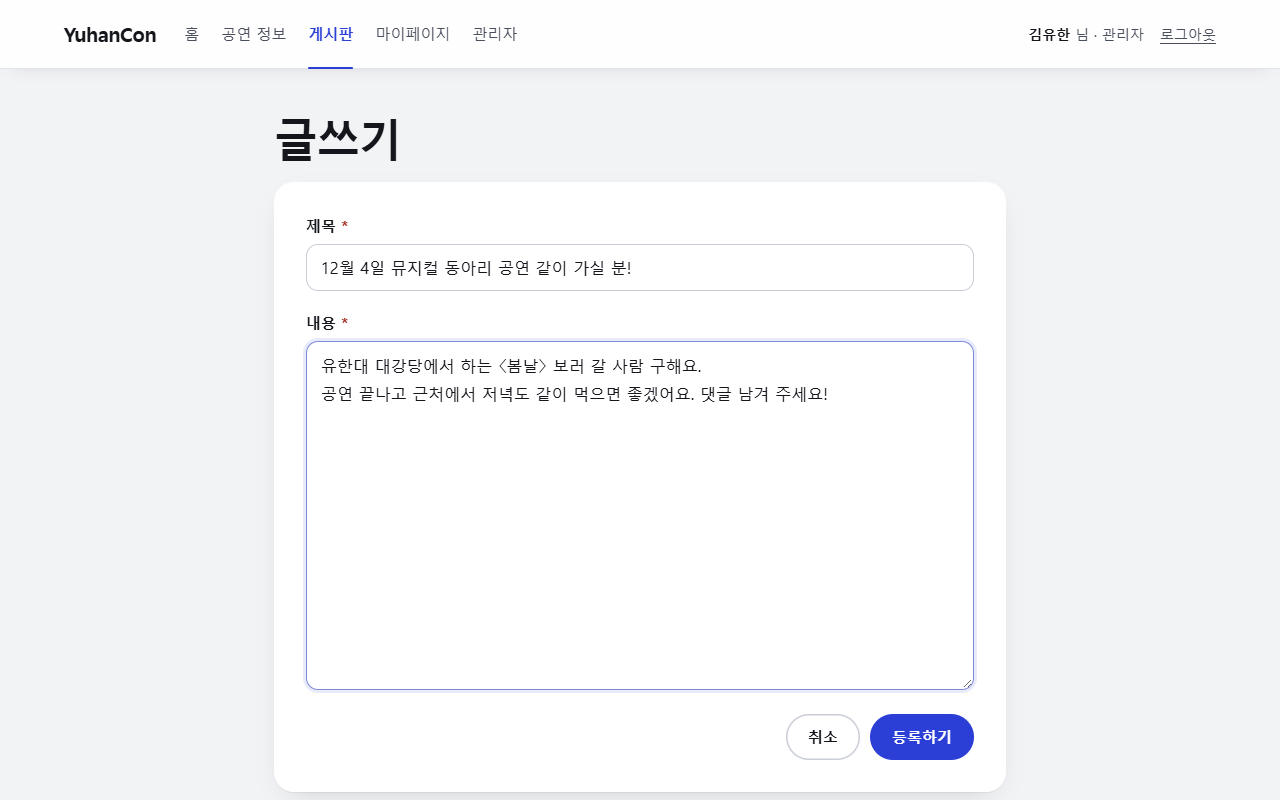 YuhanCon 홈 공연 정보 게시판 마이페이지 관리자 김유한 님 · 관리자 로그아웃
글쓰기
제목 *
12월 4일 뮤지컬 동아리 공연 같이 가실 분!
내용 *
유한대 대강당에서 하는 〈봄날〉 보러 갈 사람 구해요.
공연 끝나고 근처에서 저녁도 같이 먹으면 좋겠어요. 댓글 남겨 주세요!
취소 등록하기